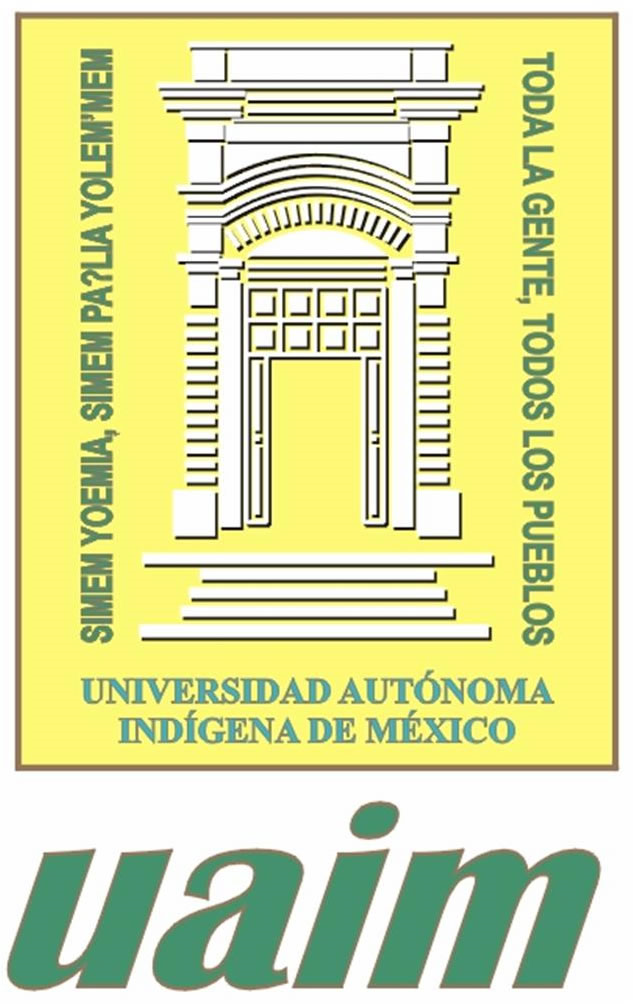 SIMEM YOEMIA, SIMEM PA?LIA YOLEM'MEM
TODA LA GENTE, TODOS LOS PUEBLOS
UNIVERSIDAD AUTÓNOMA
INDÍGENA DE MÉXICO
uaim